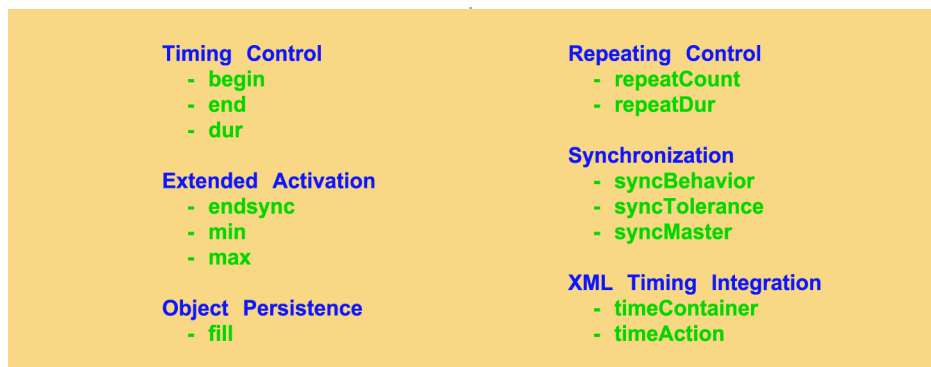 Timing Control
- begin
- end
- dur
Extended Activation
- endsync
- min
- max
Object Persistence
- fill
Repeating Control
- repeatCount
- repeatDur
Synchronization
- syncBehavior
- syncTolerance
- syncMaster
XML Timing Integration
- timeContainer
- timeAction